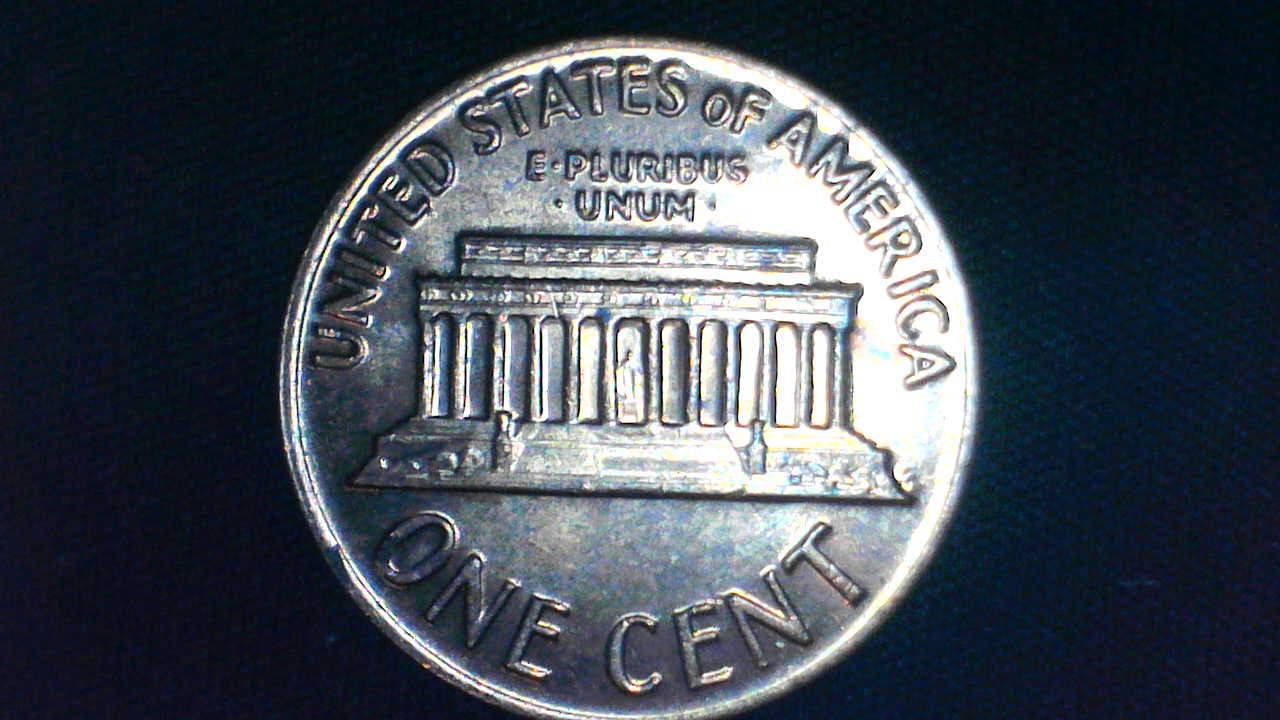 UNITED STATES OF AMERICA
E·PLURIBUS
·UNUM·
ONE CENT